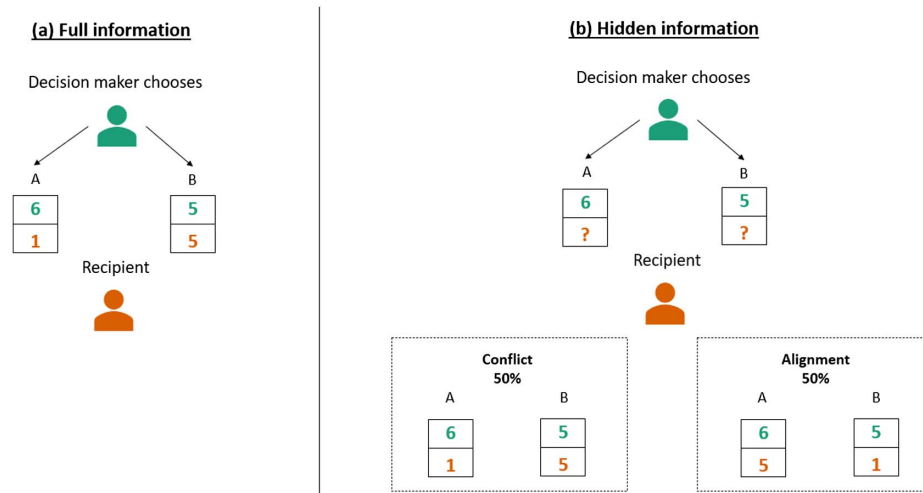 (a) Full information
Decision maker chooses
A B
6 5
1 5
Recipient
(b) Hidden information
Decision maker chooses
A B
6 5
? ?
Recipient
Conflict
50%
A B
6 5
1 5
Alignment
50%
A B
6 5
5 1